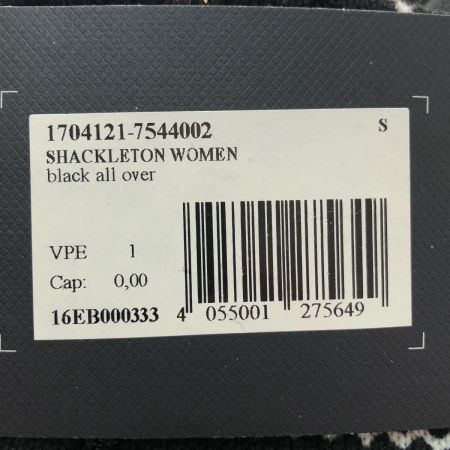 1704121-7544002 S
SHACKLETON WOMEN
black all over
VPE 1
Cap: 0,00
16EB000333 4 055001 275649